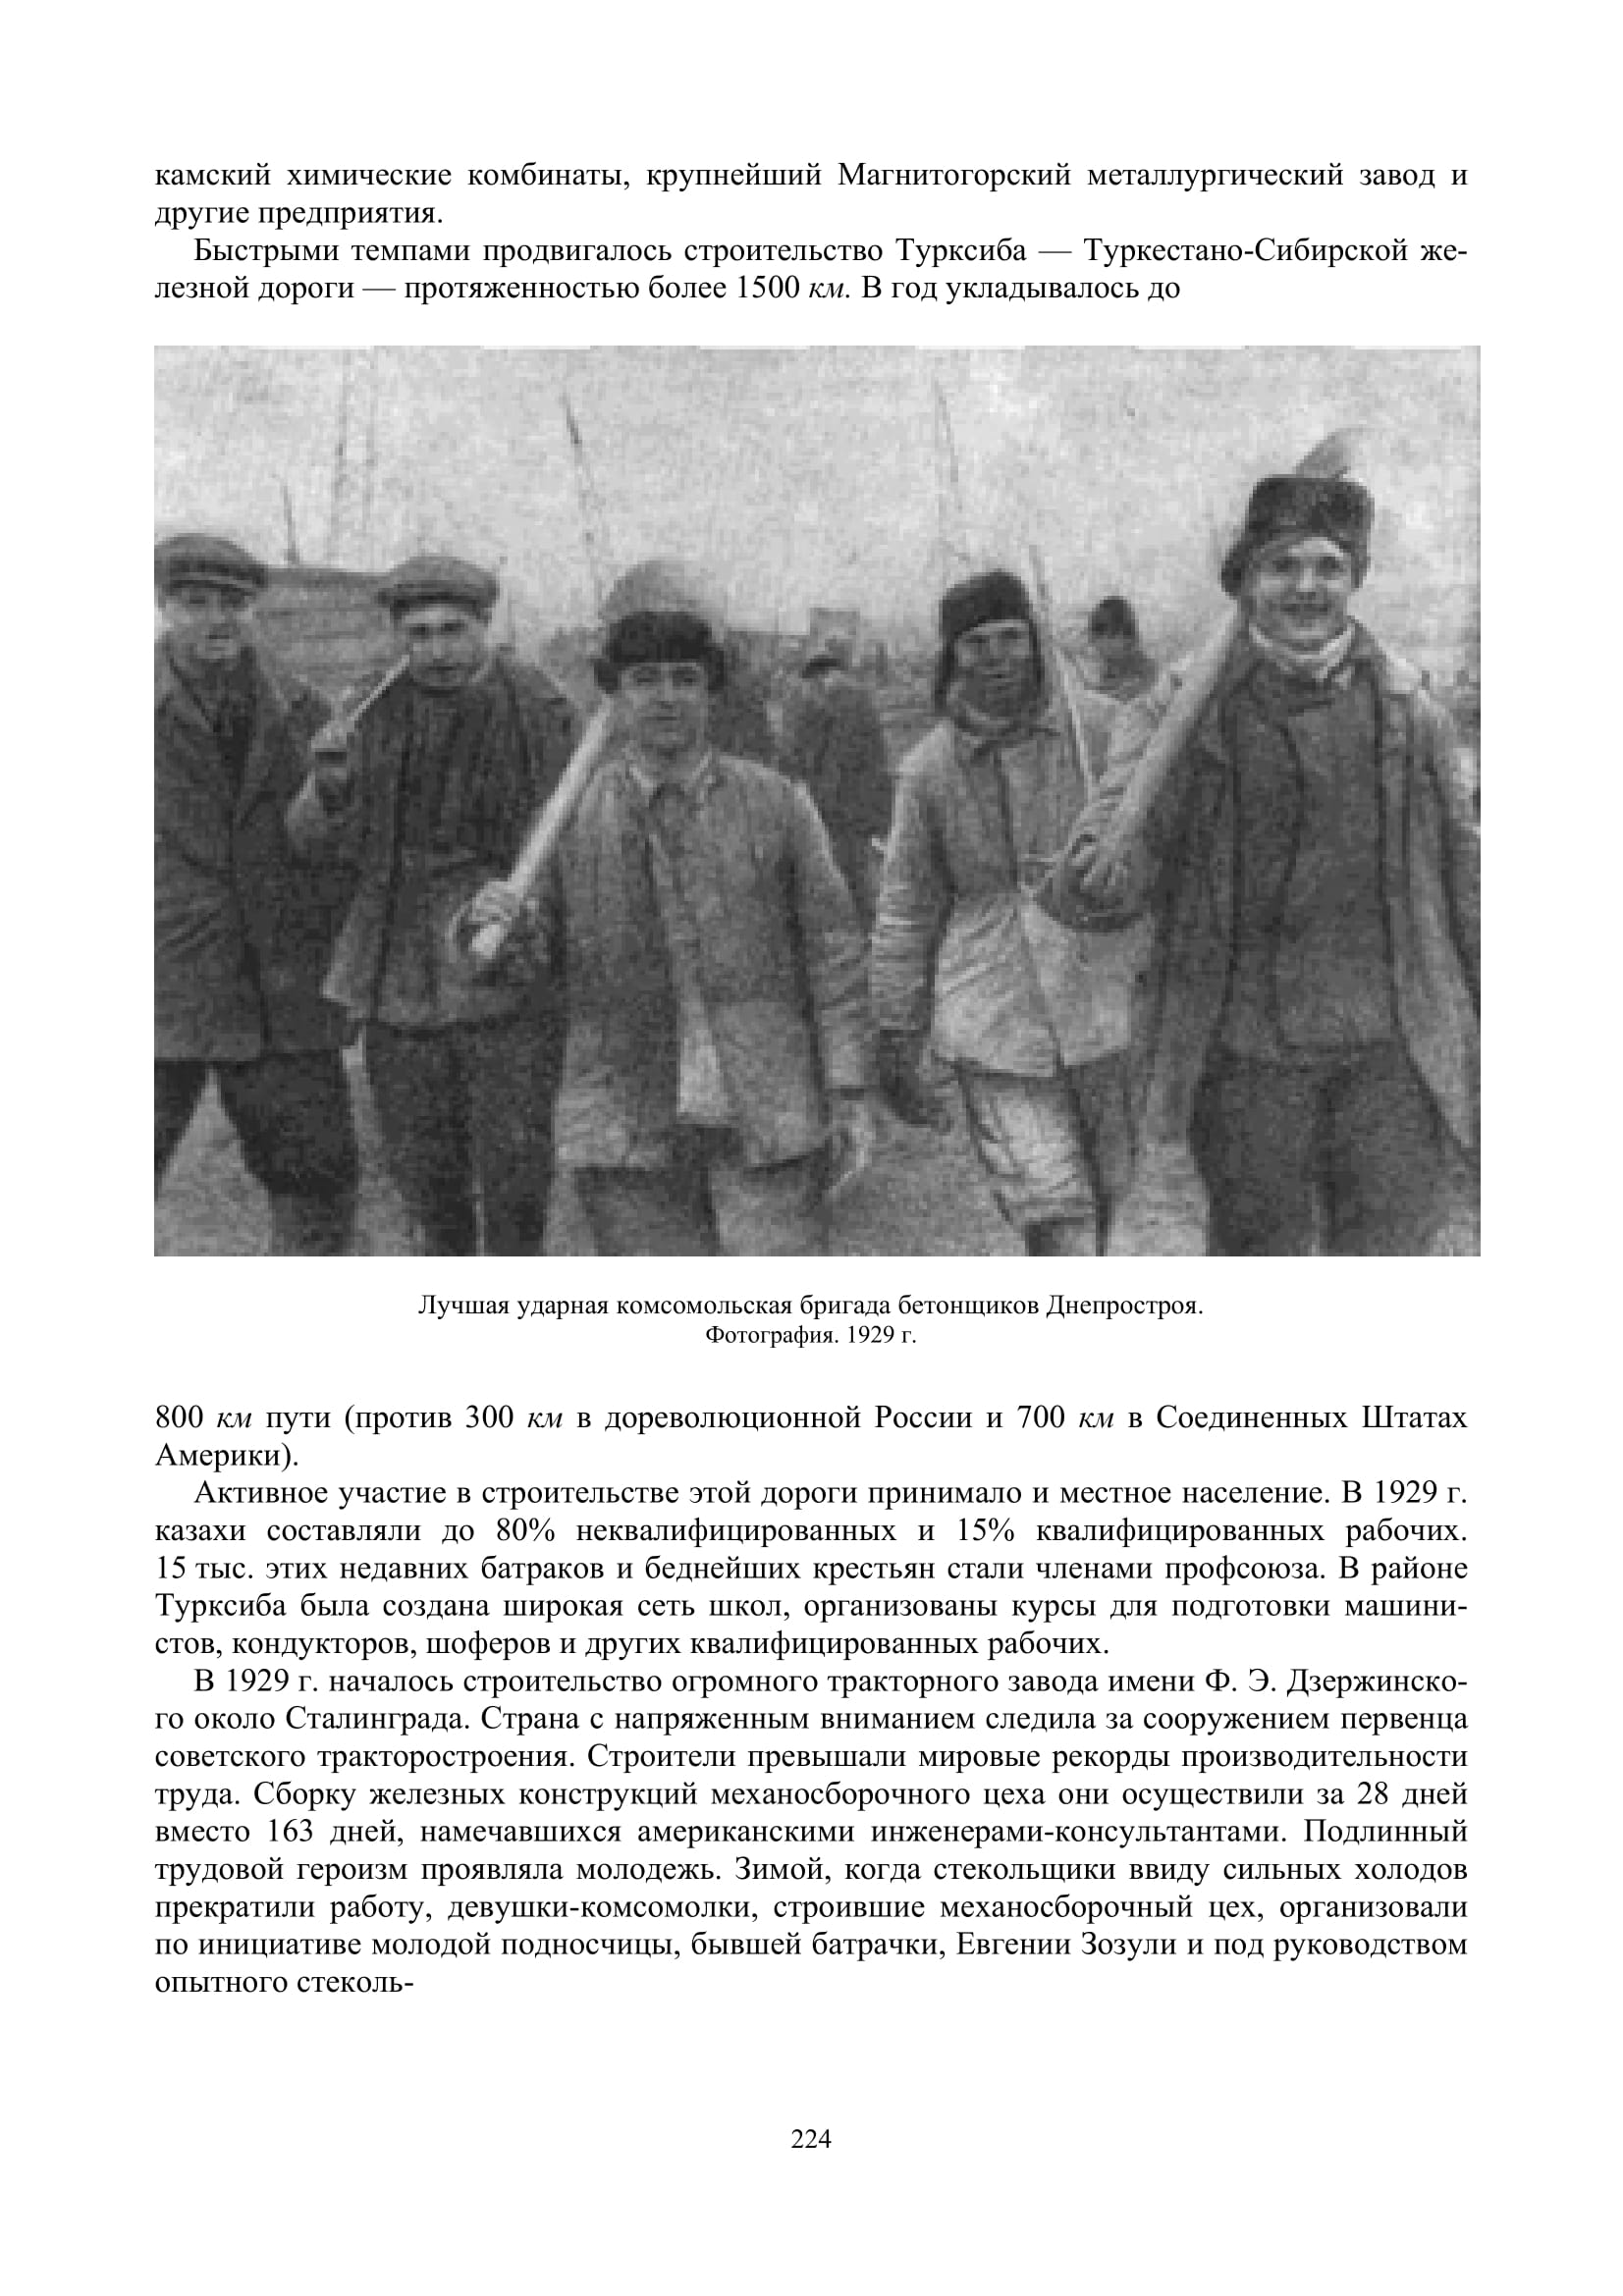 камский химические комбинаты, крупнейший Магнитогорский металлургический завод и
другие предприятия.
Быстрыми темпами продвигалось строительство Турксиба — Туркестано-Сибирской же-
лезной дороги — протяженностью более 1500 км. В год укладывалось до
Лучшая ударная комсомольская бригада бетонщиков Днепростроя.
Фотография. 1929 г.
800 км пути (против 300 км в дореволюционной России и 700 км в Соединенных Штатах
Америки).
Активное участие в строительстве этой дороги принимало и местное население. В 1929 г.
казахи составляли до 80% неквалифицированных и 15% квалифицированных рабочих.
15 тыс. этих недавних батраков и беднейших крестьян стали членами профсоюза. В районе
Турксиба была создана широкая сеть школ, организованы курсы для подготовки машини-
стов, кондукторов, шоферов и других квалифицированных рабочих.
В 1929 г. началось строительство огромного тракторного завода имени Ф. Э. Дзержинско-
го около Сталинграда. Страна с напряженным вниманием следила за сооружением первенца
советского тракторостроения. Строители превышали мировые рекорды производительности
труда. Сборку железных конструкций механосборочного цеха они осуществили за 28 дней
вместо 163 дней, намечавшихся американскими инженерами-консультантами. Подлинный
трудовой героизм проявляла молодежь. Зимой, когда стекольщики ввиду сильных холодов
прекратили работу, девушки-комсомолки, строившие механосборочный цех, организовали
по инициативе молодой подносчицы, бывшей батрачки, Евгении Зозули и под руководством
опытного стеколь-
224